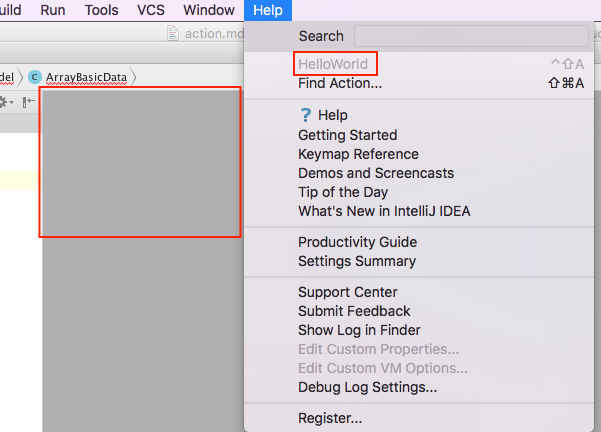 uild Run Tools VCS Window Help
action.md
Search
del ArrayBasicData
HelloWorld ^⇧A
Find Action... ⇧⌘A
? Help
Getting Started
Keymap Reference
Demos and Screencasts
Tip of the Day
What's New in IntelliJ IDEA
Productivity Guide
Settings Summary
Support Center
Submit Feedback
Show Log in Finder
Edit Custom Properties...
Edit Custom VM Options...
Debug Log Settings...
Register...